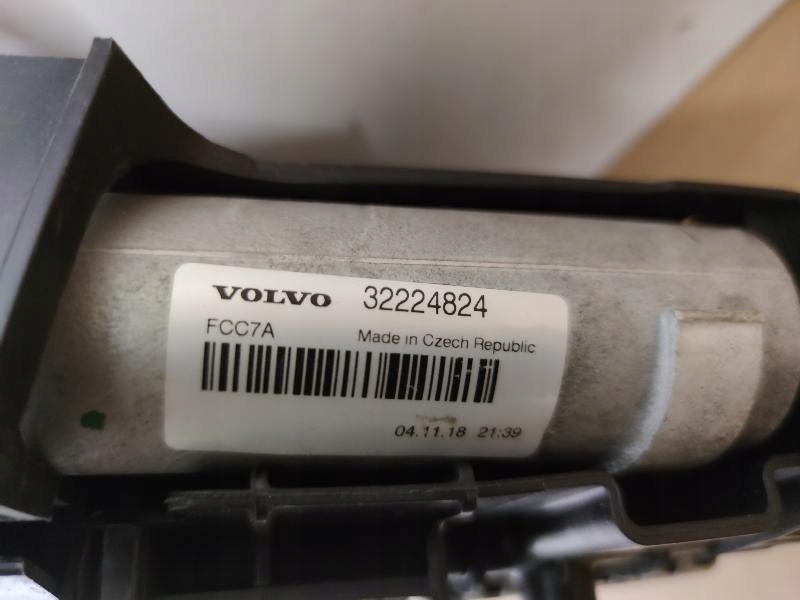 VOLVO 32224824
FCC7A Made in Czech Republic
04.11.18 21:39